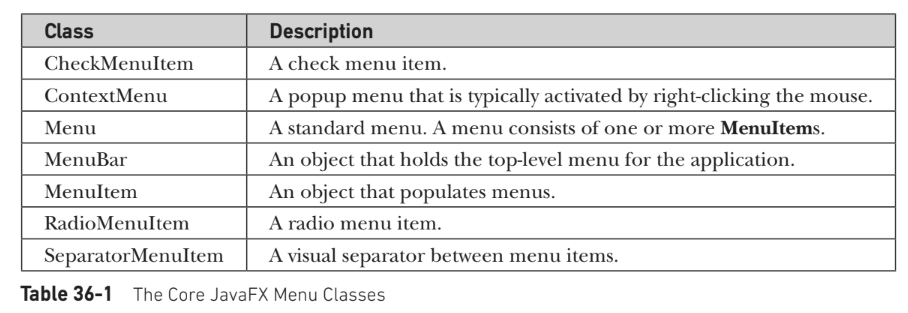 Class Description
CheckMenuItem A check menu item.
ContextMenu A popup menu that is typically activated by right-clicking the mouse.
Menu A standard menu. A menu consists of one or more MenuItems.
MenuBar An object that holds the top-level menu for the application.
MenuItem An object that populates menus.
RadioMenuItem A radio menu item.
SeparatorMenuItem A visual separator between menu items.
Table 36-1 The Core JavaFX Menu Classes